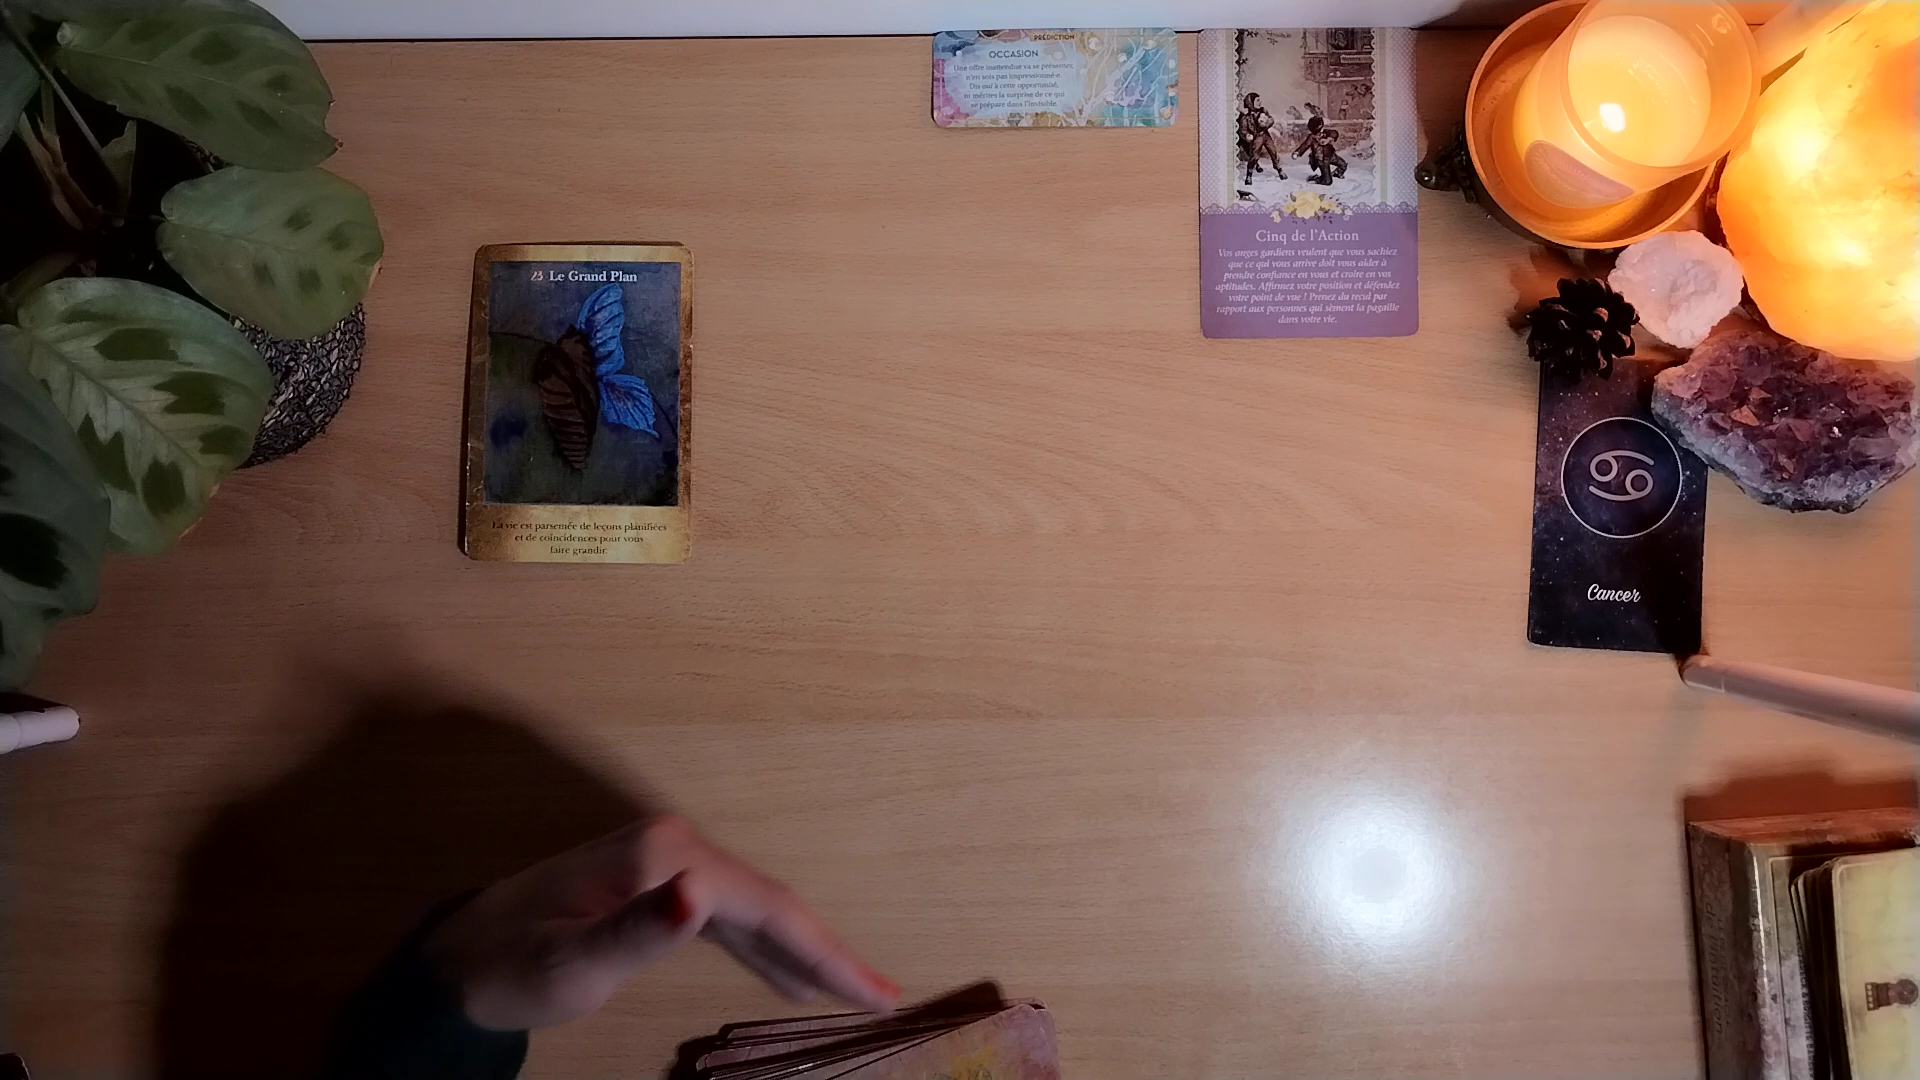 PRÉDICTION
OCCASION
Une offre inattendue va se présenter,
n'en sois pas impressionné·e.
Dis oui à cette opportunité,
tu mérites la surprise de ce qui
se prépare dans l'invisible.
Cinq de l'Action
Vos anges gardiens veulent que vous sachiez
que ce qui vous arrive doit vous aider à
prendre confiance en vous et croire en vos
aptitudes. Affirmez votre position et défendez
votre point de vue ! Prenez du recul par
rapport aux personnes qui sèment la pagaille
dans votre vie.
23 Le Grand Plan
La vie est parsemée de leçons planifiées
et de coïncidences pour vous
faire grandir.
Cancer